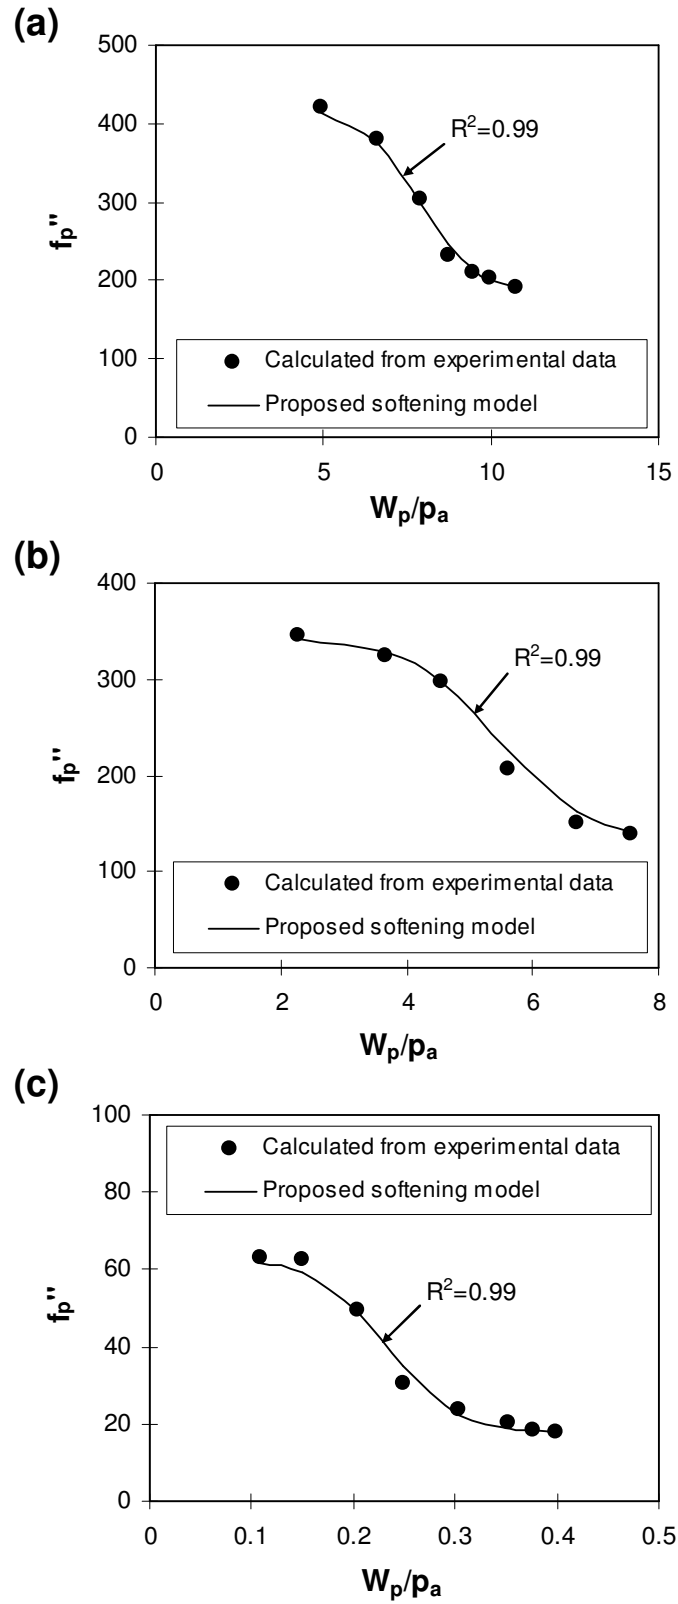 (a)
500
400
300
200
100
0
fp''
R²=0.99
Calculated from experimental data
Proposed softening model
0 5 10 15
Wp/pa
(b)
400
300
200
100
0
fp''
R²=0.99
Calculated from experimental data
Proposed softening model
0 2 4 6 8
Wp/pa
(c)
100
80
60
40
20
0
fp''
Calculated from experimental data
Proposed softening model
R²=0.99
0 0.1 0.2 0.3 0.4 0.5
Wp/pa